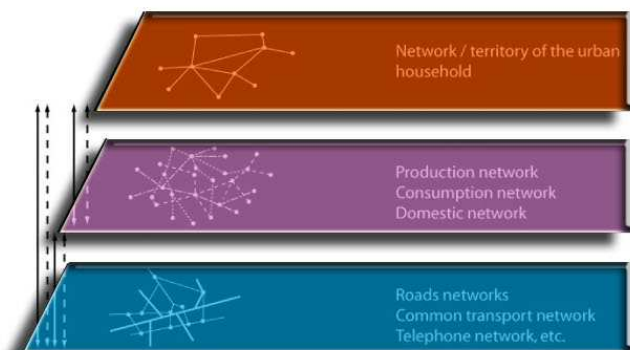 Network / territory of the urban
household
Production network
Consumption network
Domestic network
Roads networks
Common transport network
Telephone network, etc.